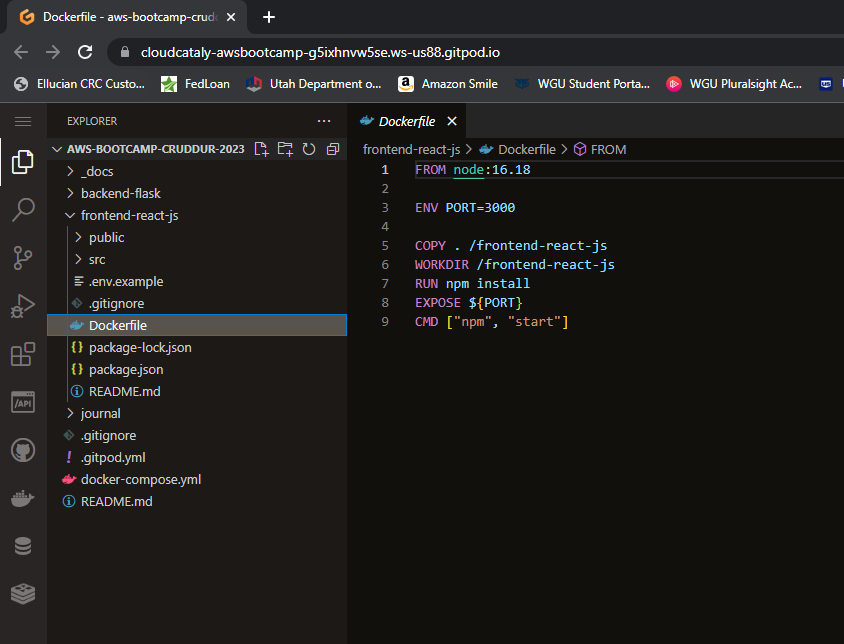 Dockerfile - aws-bootcamp-crud
cloudcataly-awsbootcamp-g5ixhnvw5se.ws-us88.gitpod.io
Ellucian CRC Custo... FedLoan Utah Department o... Amazon Smile WGU Student Porta... WGU Pluralsight Ac...
EXPLORER ...
AWS-BOOTCAMP-CRUDDUR-2023
_docs
backend-flask
frontend-react-js
public
src
.env.example
.gitignore
Dockerfile
package-lock.json
package.json
README.md
journal
.gitignore
.gitpod.yml
docker-compose.yml
README.md
Dockerfile
frontend-react-js > Dockerfile > FROM
1 FROM node:16.18
2
3 ENV PORT=3000
4
5 COPY . /frontend-react-js
6 WORKDIR /frontend-react-js
7 RUN npm install
8 EXPOSE ${PORT}
9 CMD ["npm", "start"]
/API